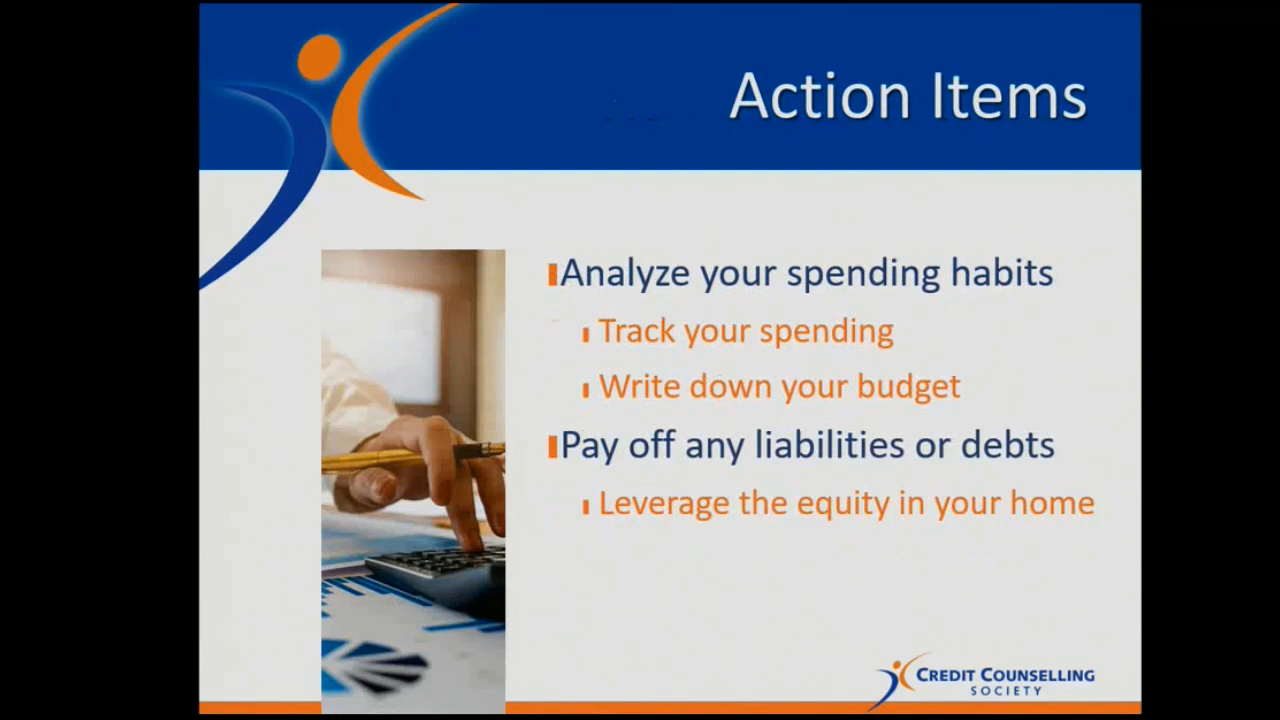 Action Items
Analyze your spending habits
Track your spending
Write down your budget
Pay off any liabilities or debts
Leverage the equity in your home
CREDIT COUNSELLING
SOCIETY